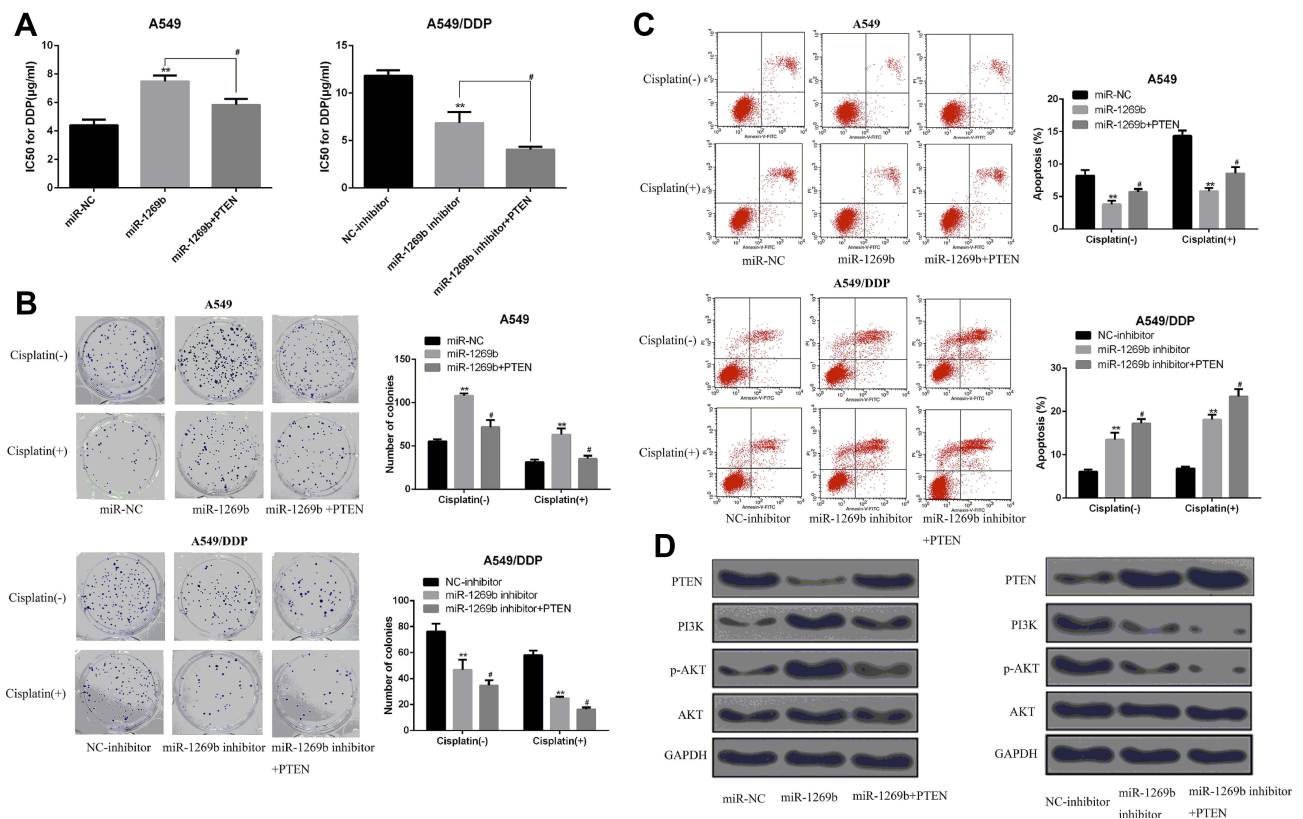 A
A549
IC50 for DDP(μg/ml)
10
8
6
4
2
0
**
#
miR-NC
miR-1269b
miR-1269b+PTEN
A549/DDP
IC50 for DDP(μg/ml)
15
10
5
0
**
#
NC-inhibitor
miR-1269b inhibitor
miR-1269b inhibitor+PTEN
B
A549
Cisplatin(-)
Cisplatin(+)
miR-NC
miR-1269b
miR-1269b +PTEN
A549
miR-NC
miR-1269b
miR-1269b+PTEN
Number of colonies
150
100
50
0
**
#
**
#
Cisplatin(-)
Cisplatin(+)
A549/DDP
Cisplatin(-)
Cisplatin(+)
NC-inhibitor
miR-1269b inhibitor
miR-1269b inhibitor
+PTEN
A549/DDP
NC-inhibitor
miR-1269b inhibitor
miR-1269b inhibitor+PTEN
Number of colonies
100
80
60
40
20
0
**
#
**
#
Cisplatin(-)
Cisplatin(+)
C
A549
Cisplatin(-)
Cisplatin(+)
miR-NC
miR-1269b
miR-1269b+PTEN
A549
miR-NC
miR-1269b
miR-1269b+PTEN
Apoptosis (%)
20
15
10
5
0
**
#
**
#
Cisplatin(-)
Cisplatin(+)
A549/DDP
Cisplatin(-)
Cisplatin(+)
NC-inhibitor
miR-1269b inhibitor
miR-1269b inhibitor
+PTEN
A549/DDP
NC-inhibitor
miR-1269b inhibitor
miR-1269b inhibitor+PTEN
Apoptosis (%)
30
20
10
0
**
#
**
#
Cisplatin(-)
Cisplatin(+)
D
PTEN
PI3K
p-AKT
AKT
GAPDH
miR-NC
miR-1269b
miR-1269b+PTEN
PTEN
PI3K
p-AKT
AKT
GAPDH
NC-inhibitor
miR-1269b
inhibitor
miR-1269b inhibitor
+PTEN